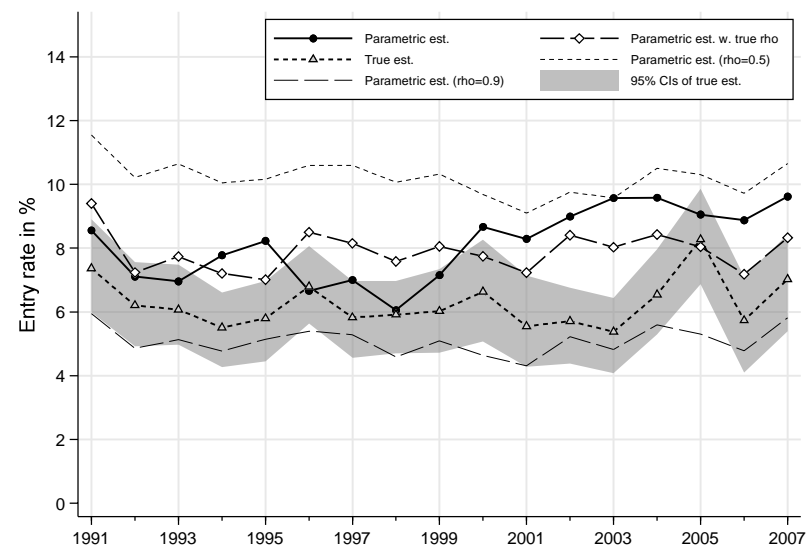 Parametric est.
Parametric est. w. true rho
True est.
Parametric est. (rho=0.5)
Parametric est. (rho=0.9)
95% CIs of true est.
Entry rate in %
14
12
10
8
6
4
2
0
1991 1993 1995 1997 1999 2001 2003 2005 2007